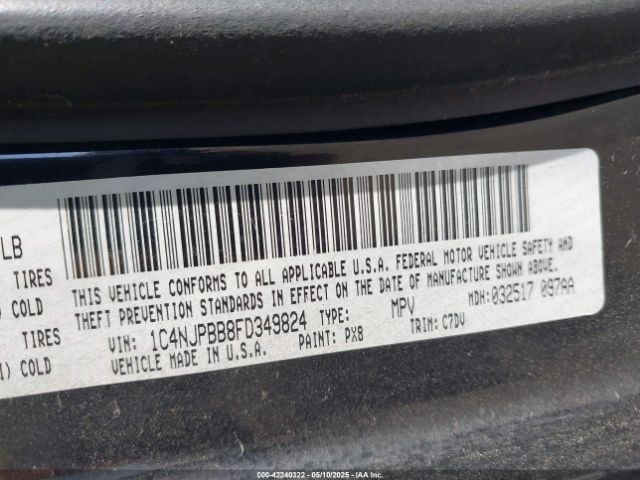 LB
TIRES
COLD
TIRES
) COLD
THIS VEHICLE CONFORMS TO ALL APPLICABLE U.S.A. FEDERAL MOTOR VEHICLE SAFETY AND
THEFT PREVENTION STANDARDS IN EFFECT ON THE DATE OF MANUFACTURE SHOWN ABOVE.
VIN: 1C4NJPBB8FD349824 TYPE: MPV MDH:032517 097AA
VEHICLE MADE IN U.S.A. PAINT: PX8 TRIM: C7DV
000-42240322 - 05/10/2025 - IAA Inc.